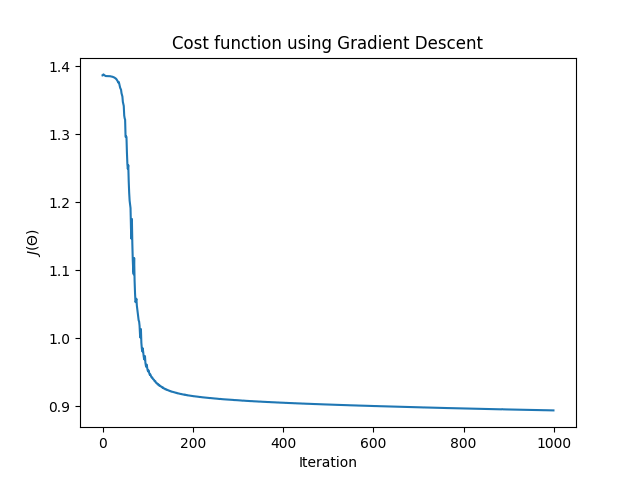 Cost function using Gradient Descent
1.4
1.3
1.2
1.1
1.0
0.9
J(Θ)
0 200 400 600 800 1000
Iteration